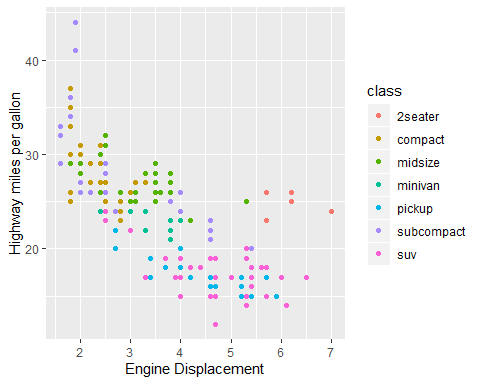 40
30
20
Highway miles per gallon
2 3 4 5 6 7
Engine Displacement
class
2seater
compact
midsize
minivan
pickup
subcompact
suv